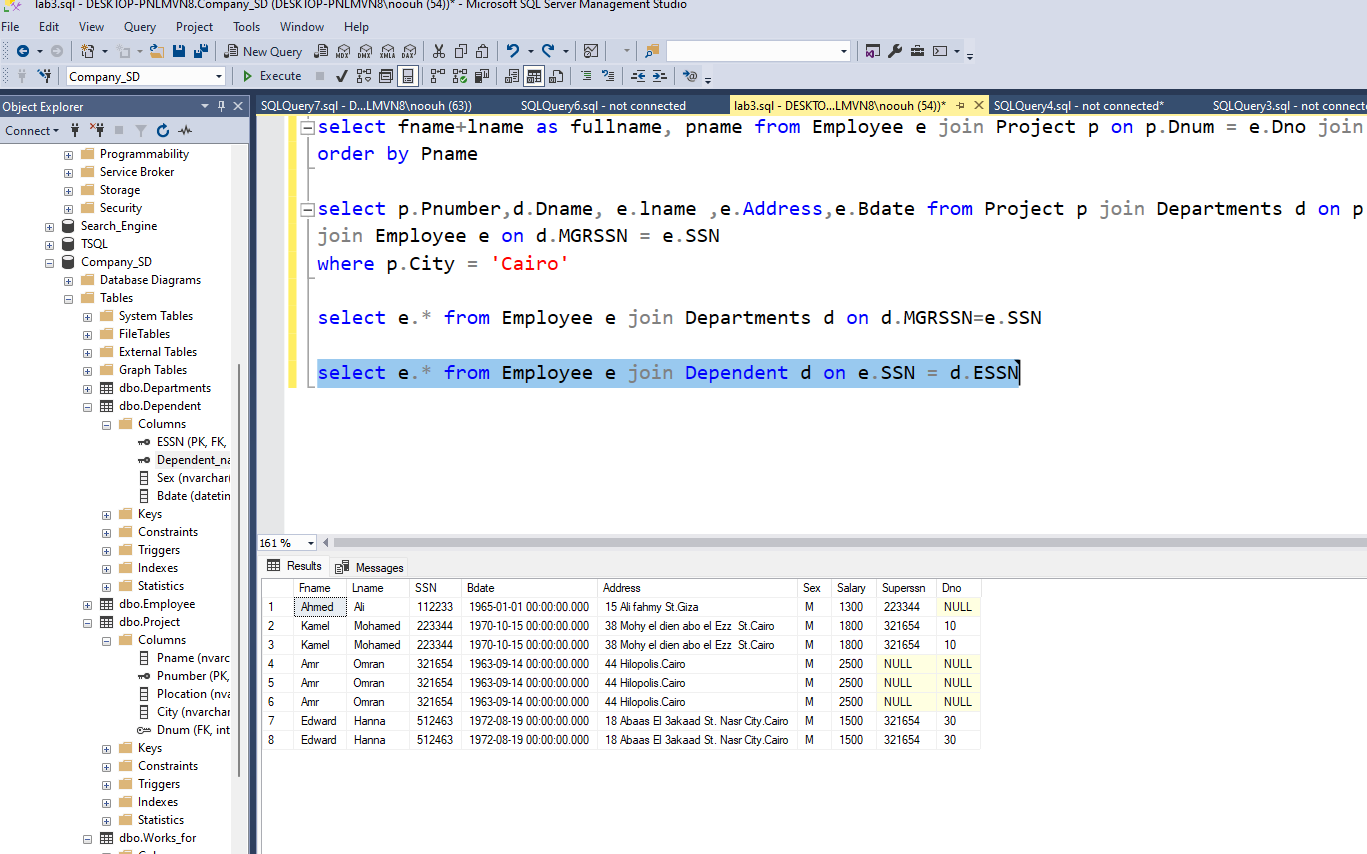 lab3.sql - DESKTOP-PNLMVN8.Company_SD (DESKTOP-PNLMVN8\noouh (54))* - Microsoft SQL Server Management Studio
File Edit View Query Project Tools Window Help
New Query MDX DMX XMLA DAX
Company_SD Execute
Object Explorer
Connect
Programmability
Service Broker
Storage
Security
Search_Engine
TSQL
Company_SD
Database Diagrams
Tables
System Tables
FileTables
External Tables
Graph Tables
dbo.Departments
dbo.Dependent
Columns
ESSN (PK, FK,
Dependent_na
Sex (nvarchar(
Bdate (datetin
Keys
Constraints
Triggers
Indexes
Statistics
dbo.Employee
dbo.Project
Columns
Pname (nvarc
Pnumber (PK,
Plocation (nva
City (nvarchar
Dnum (FK, int
Keys
Constraints
Triggers
Indexes
Statistics
dbo.Works_for
SQLQuery7.sql - D...LMVN8\noouh (63)) SQLQuery6.sql - not connected lab3.sql - DESKTO...LMVN8\noouh (54))* SQLQuery4.sql - not connected* SQLQuery3.sql - not connecte
select fname+lname as fullname, pname from Employee e join Project p on p.Dnum = e.Dno join
order by Pname
select p.Pnumber,d.Dname, e.lname ,e.Address,e.Bdate from Project p join Departments d on p
join Employee e on d.MGRSSN = e.SSN
where p.City = 'Cairo'
select e.* from Employee e join Departments d on d.MGRSSN=e.SSN
select e.* from Employee e join Dependent d on e.SSN = d.ESSN
161 %
Results Messages
Fname Lname SSN Bdate Address Sex Salary Superssn Dno
1 Ahmed Ali 112233 1965-01-01 00:00:00.000 15 Ali fahmy St.Giza M 1300 223344 NULL
2 Kamel Mohamed 223344 1970-10-15 00:00:00.000 38 Mohy el dien abo el Ezz St.Cairo M 1800 321654 10
3 Kamel Mohamed 223344 1970-10-15 00:00:00.000 38 Mohy el dien abo el Ezz St.Cairo M 1800 321654 10
4 Amr Omran 321654 1963-09-14 00:00:00.000 44 Hilopolis.Cairo M 2500 NULL NULL
5 Amr Omran 321654 1963-09-14 00:00:00.000 44 Hilopolis.Cairo M 2500 NULL NULL
6 Amr Omran 321654 1963-09-14 00:00:00.000 44 Hilopolis.Cairo M 2500 NULL NULL
7 Edward Hanna 512463 1972-08-19 00:00:00.000 18 Abaas El 3akaad St. Nasr City.Cairo M 1500 321654 30
8 Edward Hanna 512463 1972-08-19 00:00:00.000 18 Abaas El 3akaad St. Nasr City.Cairo M 1500 321654 30